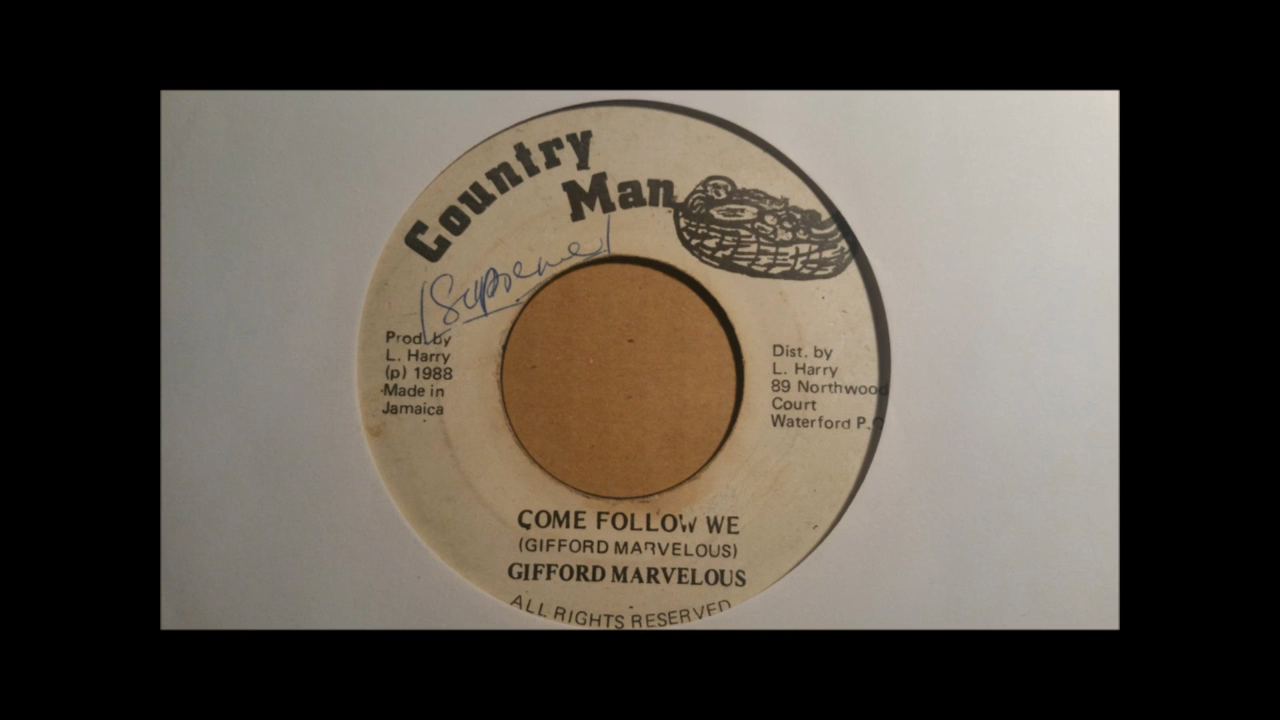 Country
Man
Supreme
Prod. by
L. Harry
(p) 1988
Made in
Jamaica
Dist. by
L. Harry
89 Northwood
Court
Waterford P.O
COME FOLLOW WE
(GIFFORD MARVELOUS)
GIFFORD MARVELOUS
ALL RIGHTS RESERVED